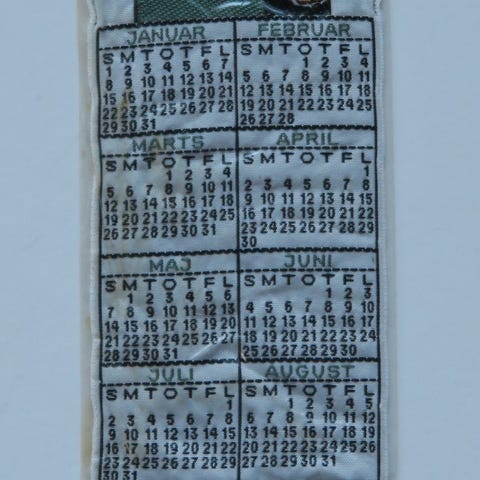 JANUAR
S M T O T F L
1 2 3 4 5 6 7
8 9 10 11 12 13 14
15 16 17 18 19 20 21
22 23 24 25 26 27 28
29 30 31
FEBRUAR
S M T O T F L
1 2 3 4
5 6 7 8 9 10 11
12 13 14 15 16 17 18
19 20 21 22 23 24 25
26 27 28
MARTS
S M T O T F L
1 2 3 4
5 6 7 8 9 10 11
12 13 14 15 16 17 18
19 20 21 22 23 24 25
26 27 28 29 30 31
APRIL
S M T O T F L
1
2 3 4 5 6 7 8
9 10 11 12 13 14 15
16 17 18 19 20 21 22
23 24 25 26 27 28 29
30
MAJ
S M T O T F L
1 2 3 4 5 6
7 8 9 10 11 12 13
14 15 16 17 18 19 20
21 22 23 24 25 26 27
28 29 30 31
JUNI
S M T O T F L
1 2 3
4 5 6 7 8 9 10
11 12 13 14 15 16 17
18 19 20 21 22 23 24
25 26 27 28 29 30
JULI
S M T O T F L
1
2 3 4 5 6 7 8
9 10 11 12 13 14 15
16 17 18 19 20 21 22
23 24 25 26 27 28 29
30 31
AUGUST
S M T O T F L
1 2 3 4 5
6 7 8 9 10 11 12
13 14 15 16 17 18 19
20 21 22 23 24 25 26
27 28 29 30 31